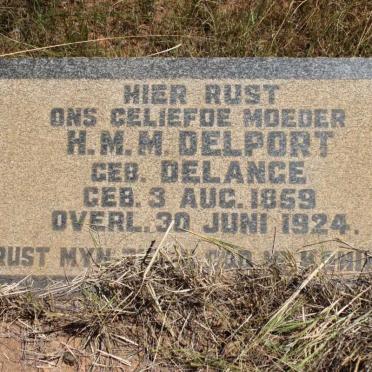 HIER RUST
ONS GELIEFDE MOEDER
H.M.M. DELPORT
GEB. DELANGE
GEB. 3 AUG. 1859
OVERL. 30 JUNI 1924.
RUST MYN